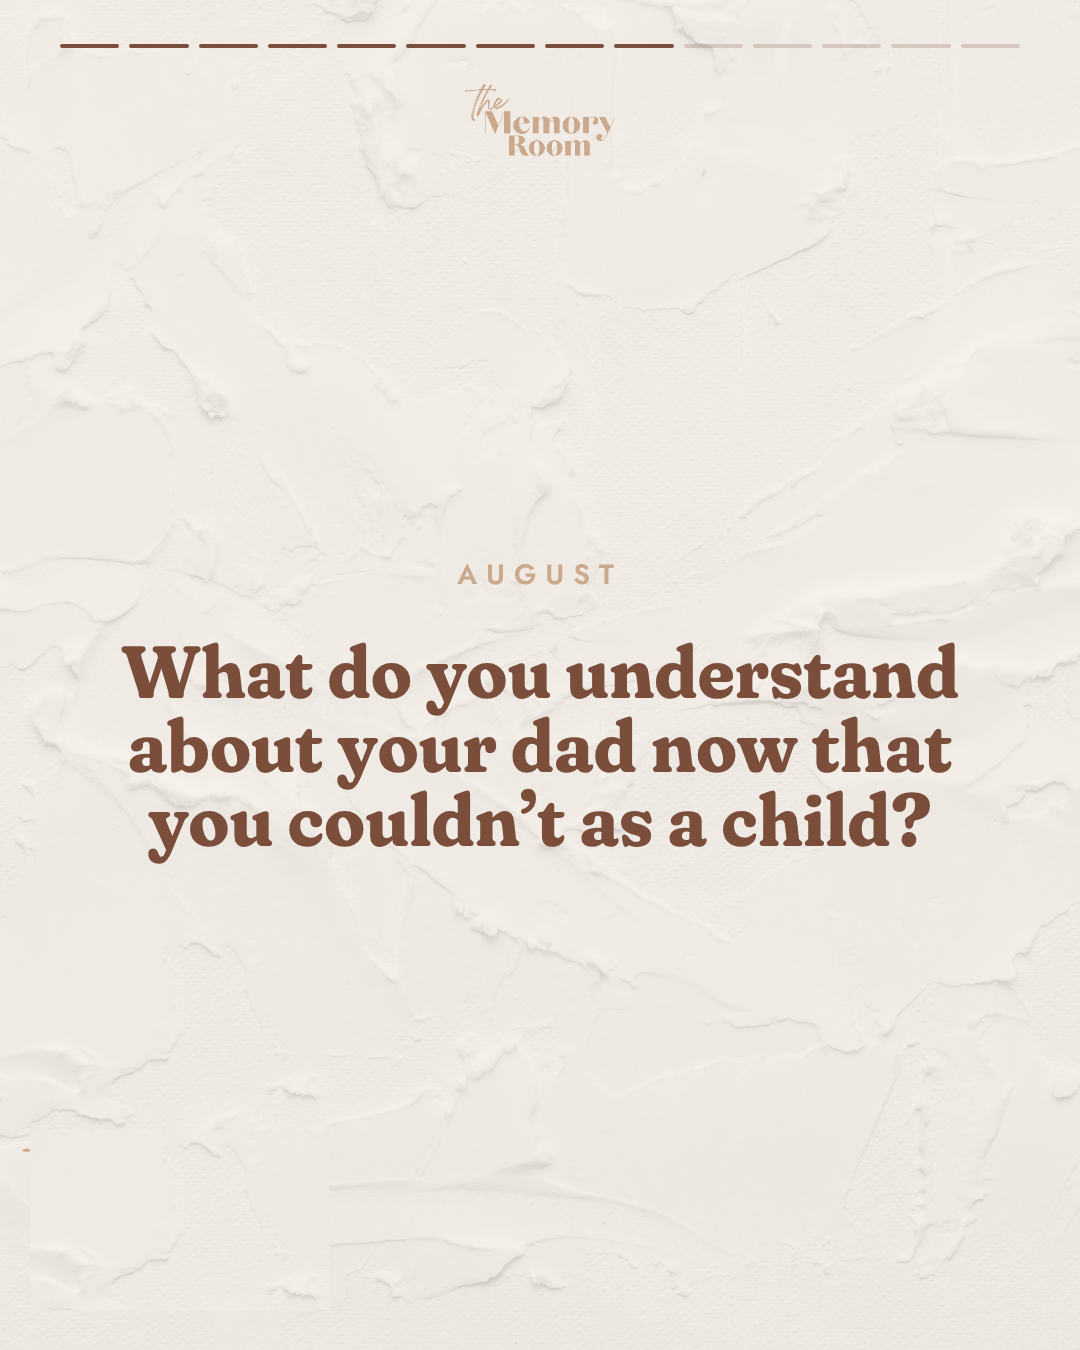 the
Memory
Room
AUGUST
What do you understand
about your dad now that
you couldn’t as a child?